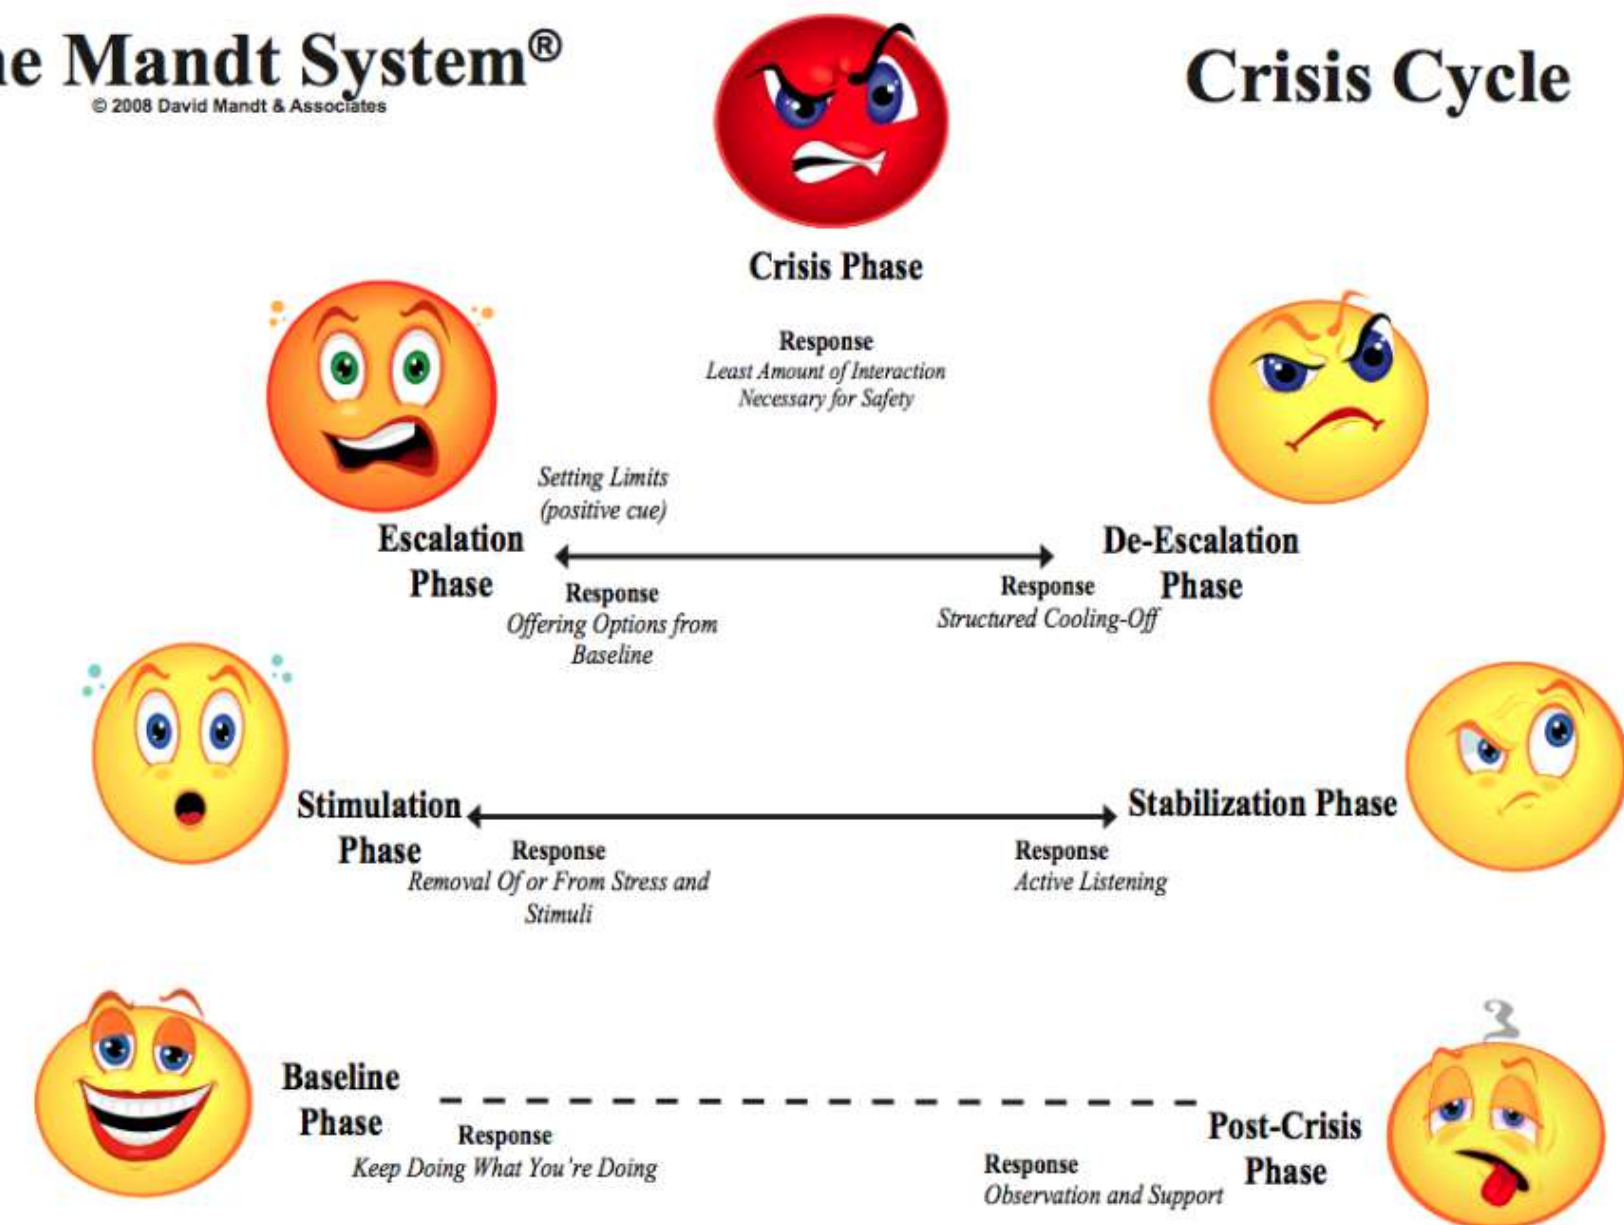 ne Mandt System®
© 2008 David Mandt & Associates
Crisis Cycle
Crisis Phase
Response
Least Amount of Interaction
Necessary for Safety
Setting Limits
(positive cue)
Escalation
Phase
Response
Offering Options from
Baseline
De-Escalation
Phase
Response
Structured Cooling-Off
Stimulation
Phase
Response
Removal Of or From Stress and
Stimuli
Stabilization Phase
Response
Active Listening
Baseline
Phase
Response
Keep Doing What You're Doing
Post-Crisis
Phase
Response
Observation and Support